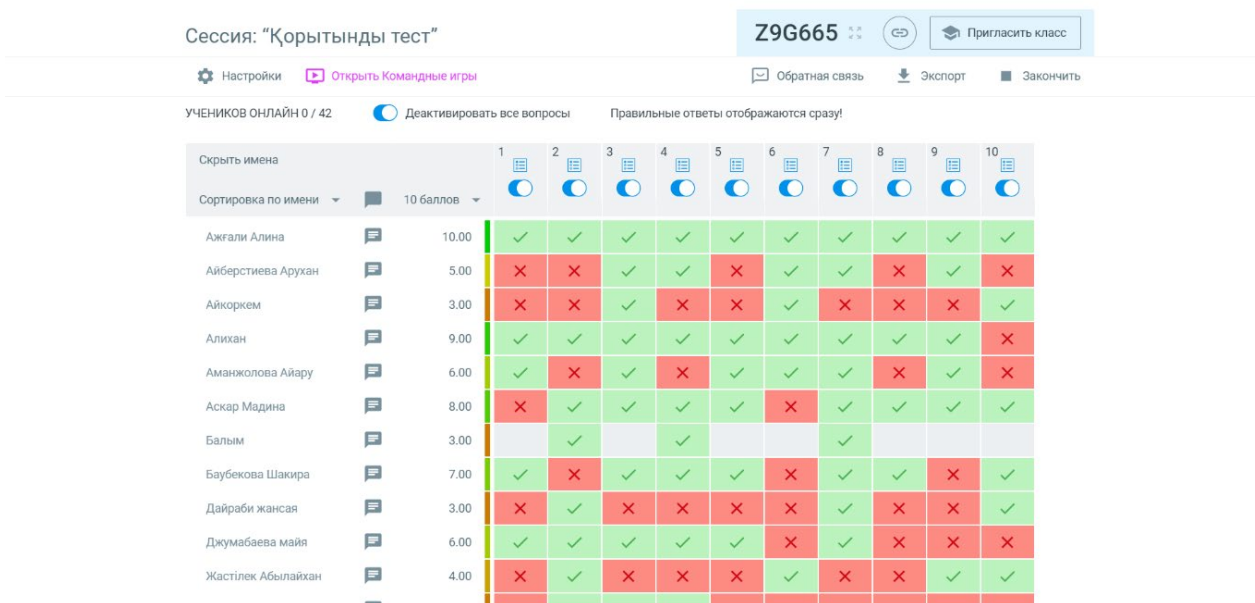 Сессия: “Қорытынды тест”
Z9G665
Пригласить класс
Настройки Открыть Командные игры Обратная связь Экспорт Закончить
УЧЕНИКОВ ОНЛАЙН 0 / 42 Деактивировать все вопросы Правильные ответы отображаются сразу!
Скрыть имена 1 2 3 4 5 6 7 8 9 10
Сортировка по имени 10 баллов
Ажғали Алина 10.00
Айберстиева Арухан 5.00
Айкоркем 3.00
Алихан 9.00
Аманжолова Айару 6.00
Аскар Мадина 8.00
Балым 3.00
Баубекова Шакира 7.00
Дайраби жансая 3.00
Джумабаева майя 6.00
Жастілек Абылайхан 4.00